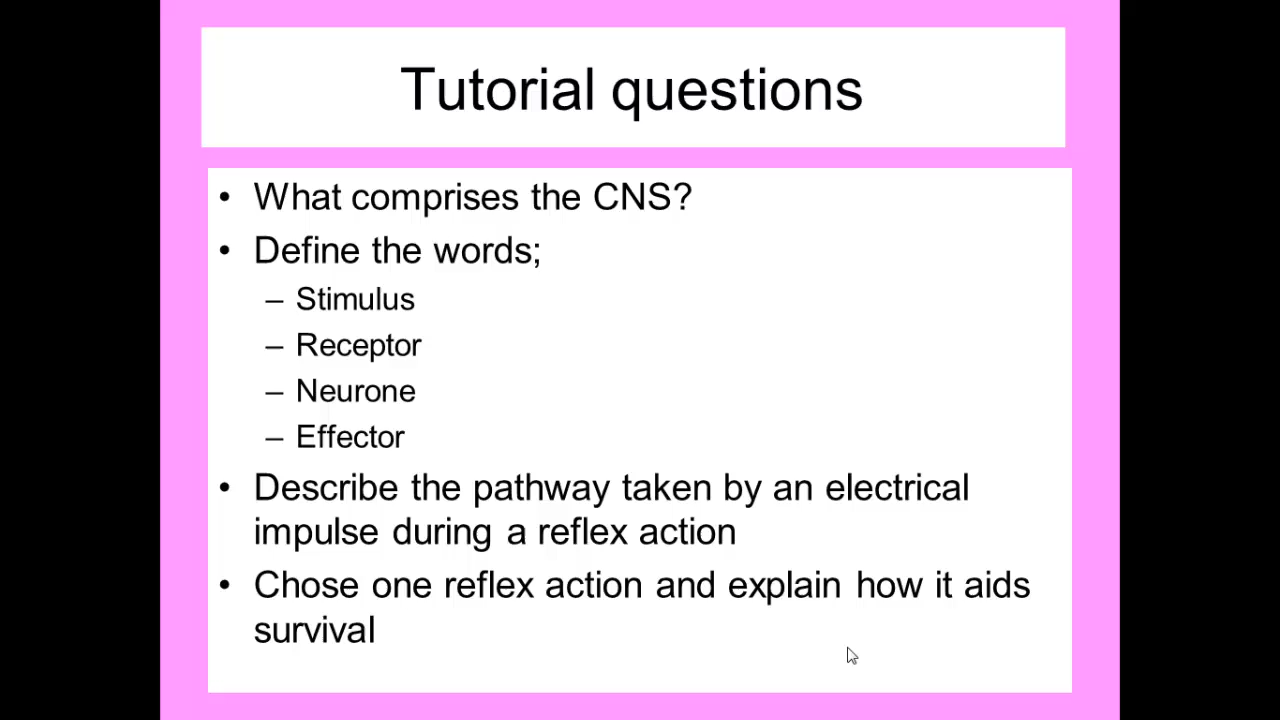 Tutorial questions
• What comprises the CNS?
• Define the words;
– Stimulus
– Receptor
– Neurone
– Effector
• Describe the pathway taken by an electrical
impulse during a reflex action
• Chose one reflex action and explain how it aids
survival